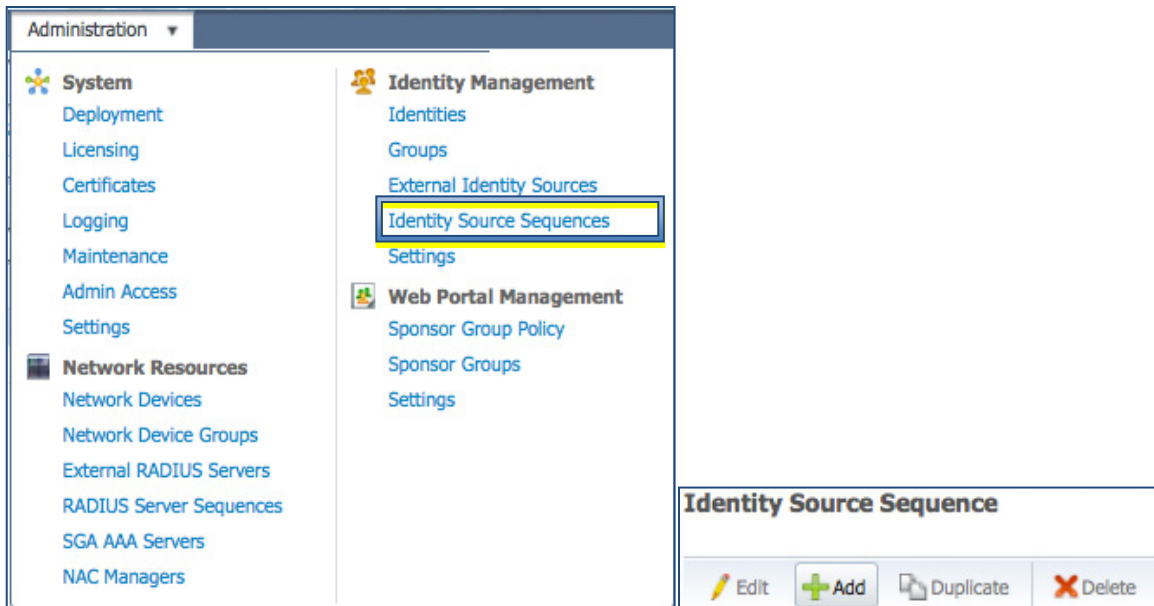 Administration
System
Deployment
Licensing
Certificates
Logging
Maintenance
Admin Access
Settings
Network Resources
Network Devices
Network Device Groups
External RADIUS Servers
RADIUS Server Sequences
SGA AAA Servers
NAC Managers
Identity Management
Identities
Groups
External Identity Sources
Identity Source Sequences
Settings
Web Portal Management
Sponsor Group Policy
Sponsor Groups
Settings
Identity Source Sequence
Edit Add Duplicate Delete